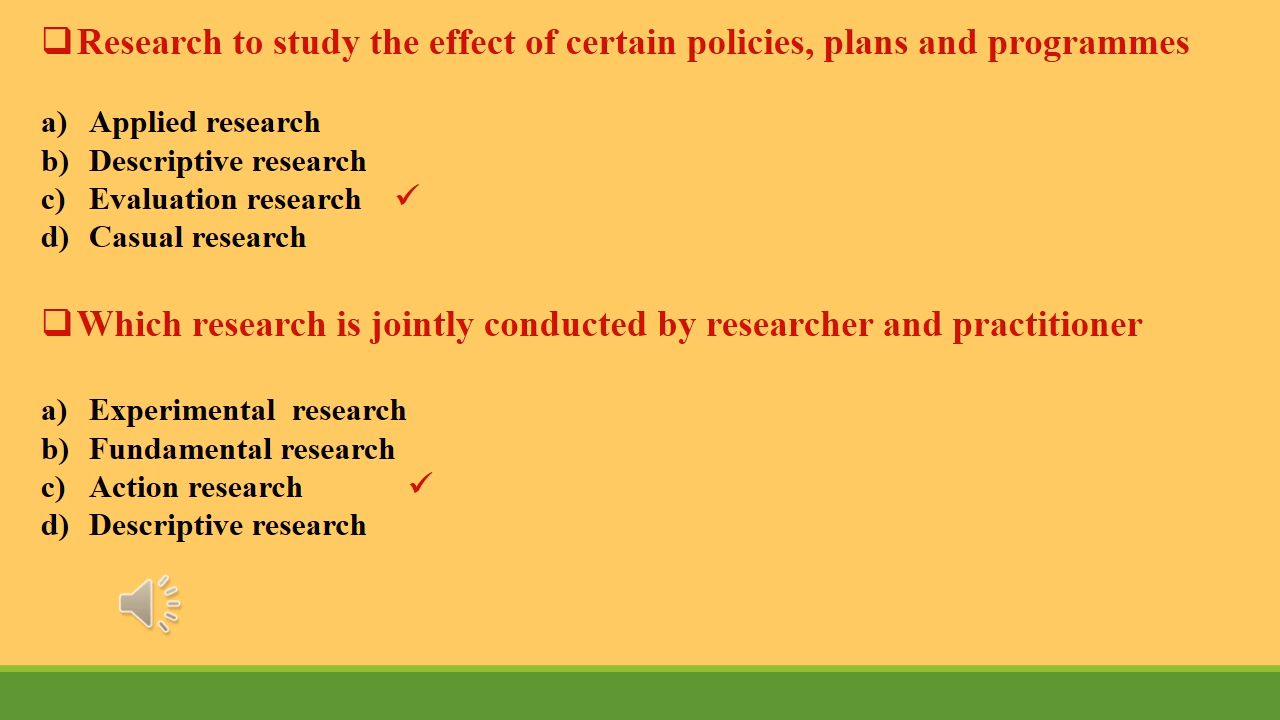 ❑Research to study the effect of certain policies, plans and programmes
a) Applied research
b) Descriptive research
c) Evaluation research ✓
d) Casual research
❑Which research is jointly conducted by researcher and practitioner
a) Experimental  research
b) Fundamental research
c) Action research ✓
d) Descriptive research